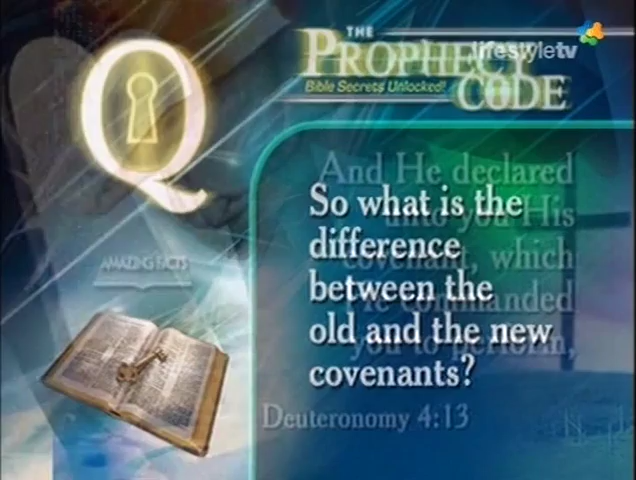 Q
THE
PROPHECY
CODE
lifestyletv
Bible Secrets Unlocked!
AMAZING FACTS
And He declared
unto you His
covenant, which
He commanded
you to perform,
So what is the
difference
between the
old and the new
covenants?
Deuteronomy 4:13